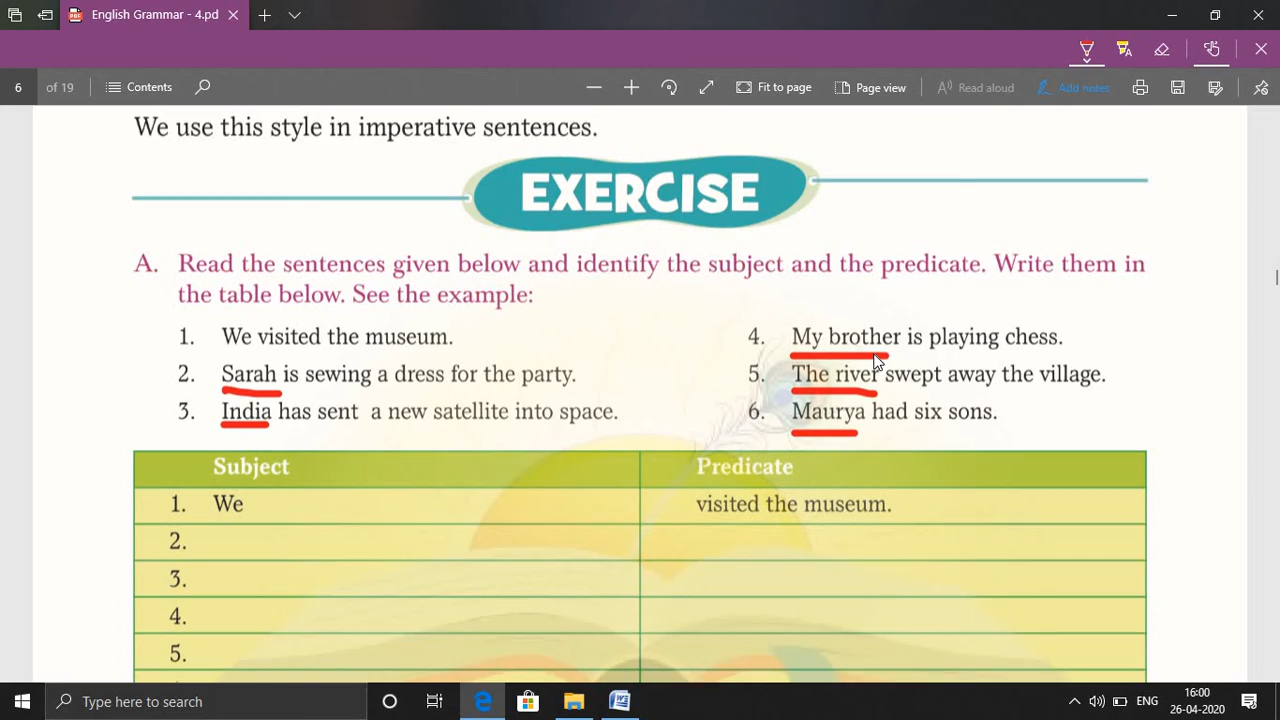 English Grammar - 4.pd
6 of 19 Contents Fit to page Page view Read aloud Add notes
We use this style in imperative sentences.
EXERCISE
A. Read the sentences given below and identify the subject and the predicate. Write them in
the table below. See the example:
1. We visited the museum.
2. Sarah is sewing a dress for the party.
3. India has sent a new satellite into space.
4. My brother is playing chess.
5. The river swept away the village.
6. Maurya had six sons.
Subject Predicate
1. We visited the museum.
2.
3.
4.
5.
Type here to search
ENG
16:00
26-04-2020